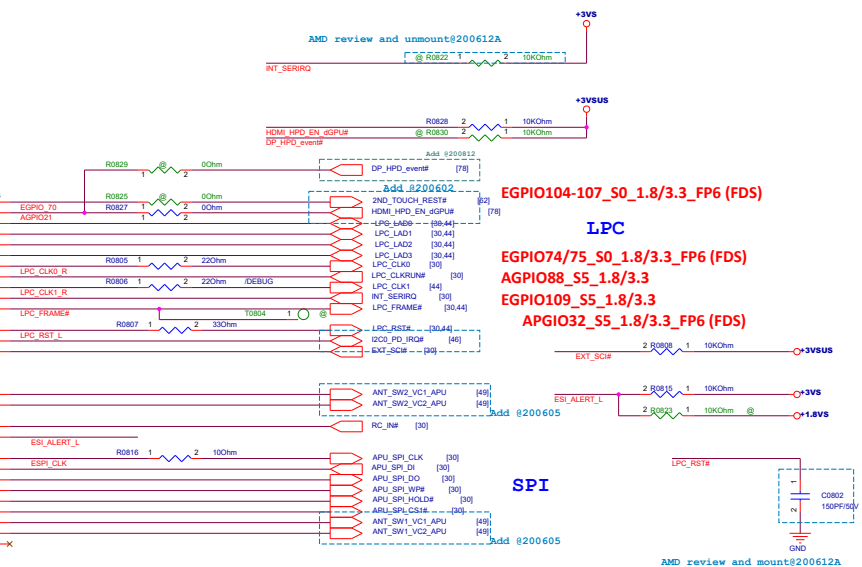 +3VS
AMD review and unmount@200612A
@ R0822 1 2 10KOhm
INT_SERIRQ
+3VSUS
R0828 2 1 10KOhm
HDMI_HPD_EN_dGPU#
@ R0830 2 1 10KOhm
DP_HPD_event#
Add @200812
R0829 1 @ 2 0Ohm
DP_HPD_event# [78]
Add @200602
R0825 1 @ 2 0Ohm
2ND_TOUCH_REST# [62]
EGPIO_70
R0827 1 2 0Ohm
HDMI_HPD_EN_dGPU# [78]
AGPIO21
LPC_LAD0 [30,44]
LPC_LAD1 [30,44]
LPC_LAD2 [30,44]
LPC_LAD3 [30,44]
R0805 1 2 22Ohm
LPC_CLK0 [30]
LPC_CLK0_R
LPC_CLKRUN# [30]
R0806 1 2 22Ohm /DEBUG
LPC_CLK1 [44]
LPC_CLK1_R
INT_SERIRQ [30]
LPC_FRAME# [30,44]
LPC_FRAME#
T0804 1 @
R0807 1 2 33Ohm
LPC_RST# [30,44]
LPC_RST_L
I2C0_PD_IRQ# [46]
EXT_SCI# [30]
EGPIO104-107_S0_1.8/3.3_FP6 (FDS)
LPC
EGPIO74/75_S0_1.8/3.3_FP6 (FDS)
AGPIO88_S5_1.8/3.3
EGPIO109_S5_1.8/3.3
APGIO32_S5_1.8/3.3_FP6 (FDS)
2 R0808 1 10KOhm
+3VSUS
EXT_SCI#
ANT_SW2_VC1_APU [49]
ANT_SW2_VC2_APU [49]
Add @200605
2 R0815 1 10KOhm
+3VS
ESI_ALERT_L
2 R0823 1 10KOhm @
+1.8VS
RC_IN# [30]
ESI_ALERT_L
R0816 1 2 10Ohm
ESPI_CLK
APU_SPI_CLK [30]
APU_SPI_DI [30]
APU_SPI_DO [30]
APU_SPI_WP# [30]
APU_SPI_HOLD# [30]
APU_SPI_CS1# [30]
ANT_SW1_VC1_APU [49]
ANT_SW1_VC2_APU [49]
Add @200605
SPI
LPC_RST#
1
2
C0802
150PF/50V
GND
AMD review and mount@200612A